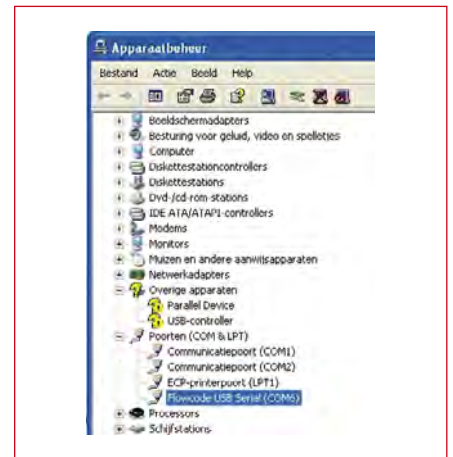 Apparaatbeheer
Bestand Actie Beeld Help
Beeldschermadapters
Besturing voor geluid, video en spelletjes
Computer
Diskettestationcontrollers
Diskettestations
Dvd-/cd-rom-stations
IDE ATA/ATAPI-controllers
Modems
Monitors
Muizen en andere aanwijsapparaten
Netwerkadapters
Overige apparaten
Parallel Device
USB-controller
Poorten (COM & LPT)
Communicatiepoort (COM1)
Communicatiepoort (COM2)
ECP-printerpoort (LPT1)
Flowcode USB Serial (COM6)
Processors
Schijfstations